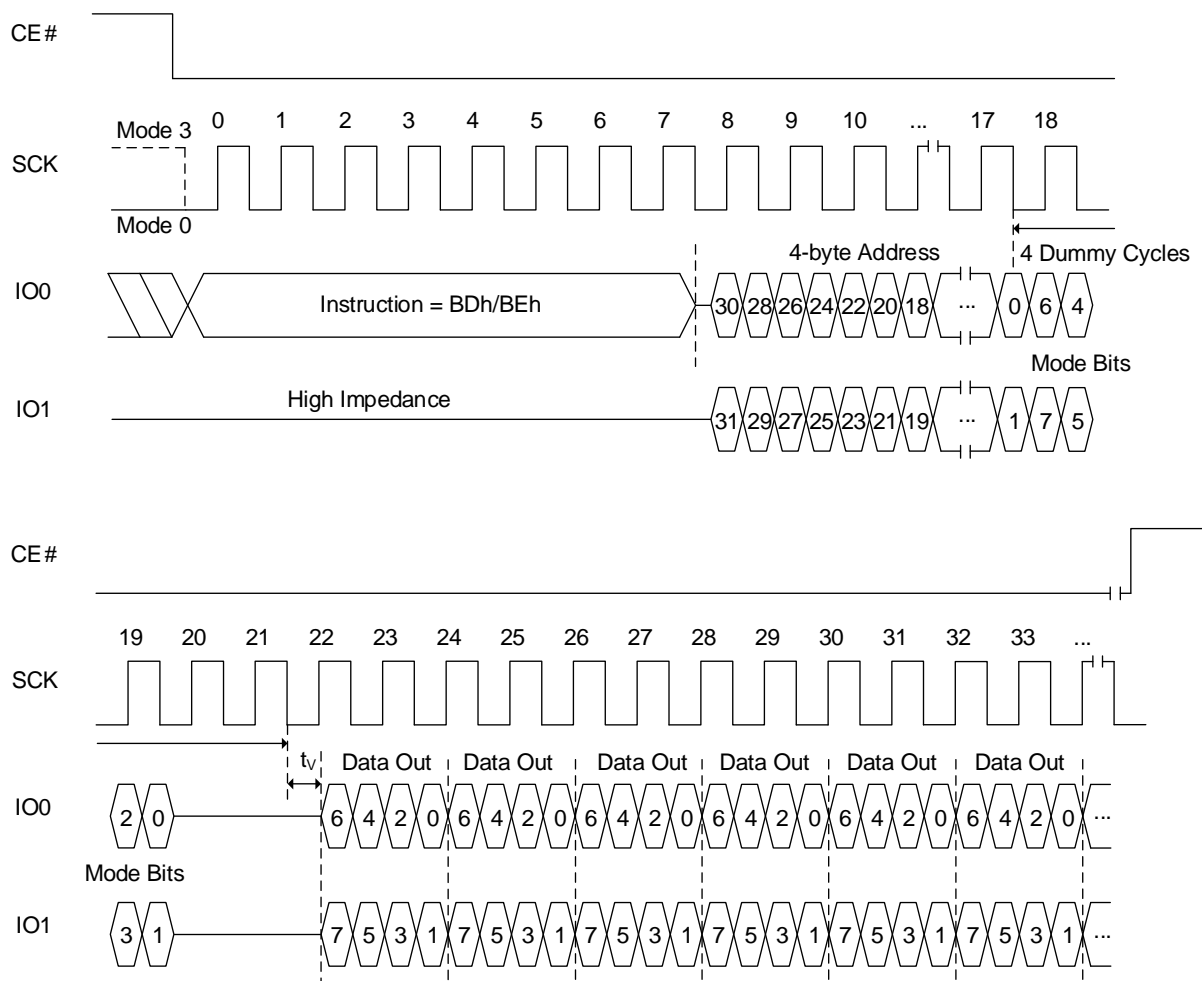 CE#
0 1 2 3 4 5 6 7 8 9 10 ... 17 18
Mode 3
SCK
Mode 0
4-byte Address
4 Dummy Cycles
IO0
Instruction = BDh/BEh
30 28 26 24 22 20 18 ... 0 6 4
Mode Bits
IO1
High Impedance
31 29 27 25 23 21 19 ... 1 7 5
CE#
19 20 21 22 23 24 25 26 27 28 29 30 31 32 33 ...
SCK
tV Data Out Data Out Data Out Data Out Data Out Data Out
IO0
2 0 6 4 2 0 6 4 2 0 6 4 2 0 6 4 2 0 6 4 2 0 6 4 2 0 ...
Mode Bits
IO1
3 1 7 5 3 1 7 5 3 1 7 5 3 1 7 5 3 1 7 5 3 1 7 5 3 1 ...